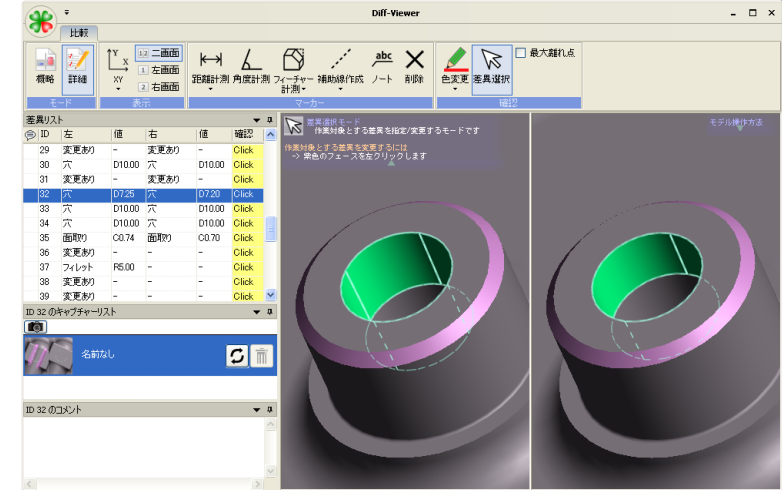 Diff-Viewer
比較
概略
詳細
モード
Y
X
XY
12 二画面
1 左画面
2 右画面
表示
距離計測
角度計測
フィーチャー計測
補助線作成
abc
ノート
削除
マーカー
色変更
差異選択
最大離れ点
確認
差異リスト
ID 左 値 右 値 確認
29 変更あり - 変更あり - Click
30 穴 D10.00 穴 D10.00 Click
31 変更あり - 変更あり - Click
32 穴 D7.25 穴 D7.20 Click
33 穴 D10.00 穴 D10.00 Click
34 穴 D10.00 穴 D10.00 Click
35 面取り C0.74 面取り C0.70 Click
36 変更あり - - - Click
37 フィレット R5.00 - - Click
38 変更あり - - - Click
39 変更あり - - - Click
ID 32 のキャプチャーリスト
名前なし
ID 32 のコメント
差異選択モード
作業対象とする差異を指定/変更するモードです
作業対象とする差異を変更するには
-> 紫色のフェースを左クリックします
モデル操作方法